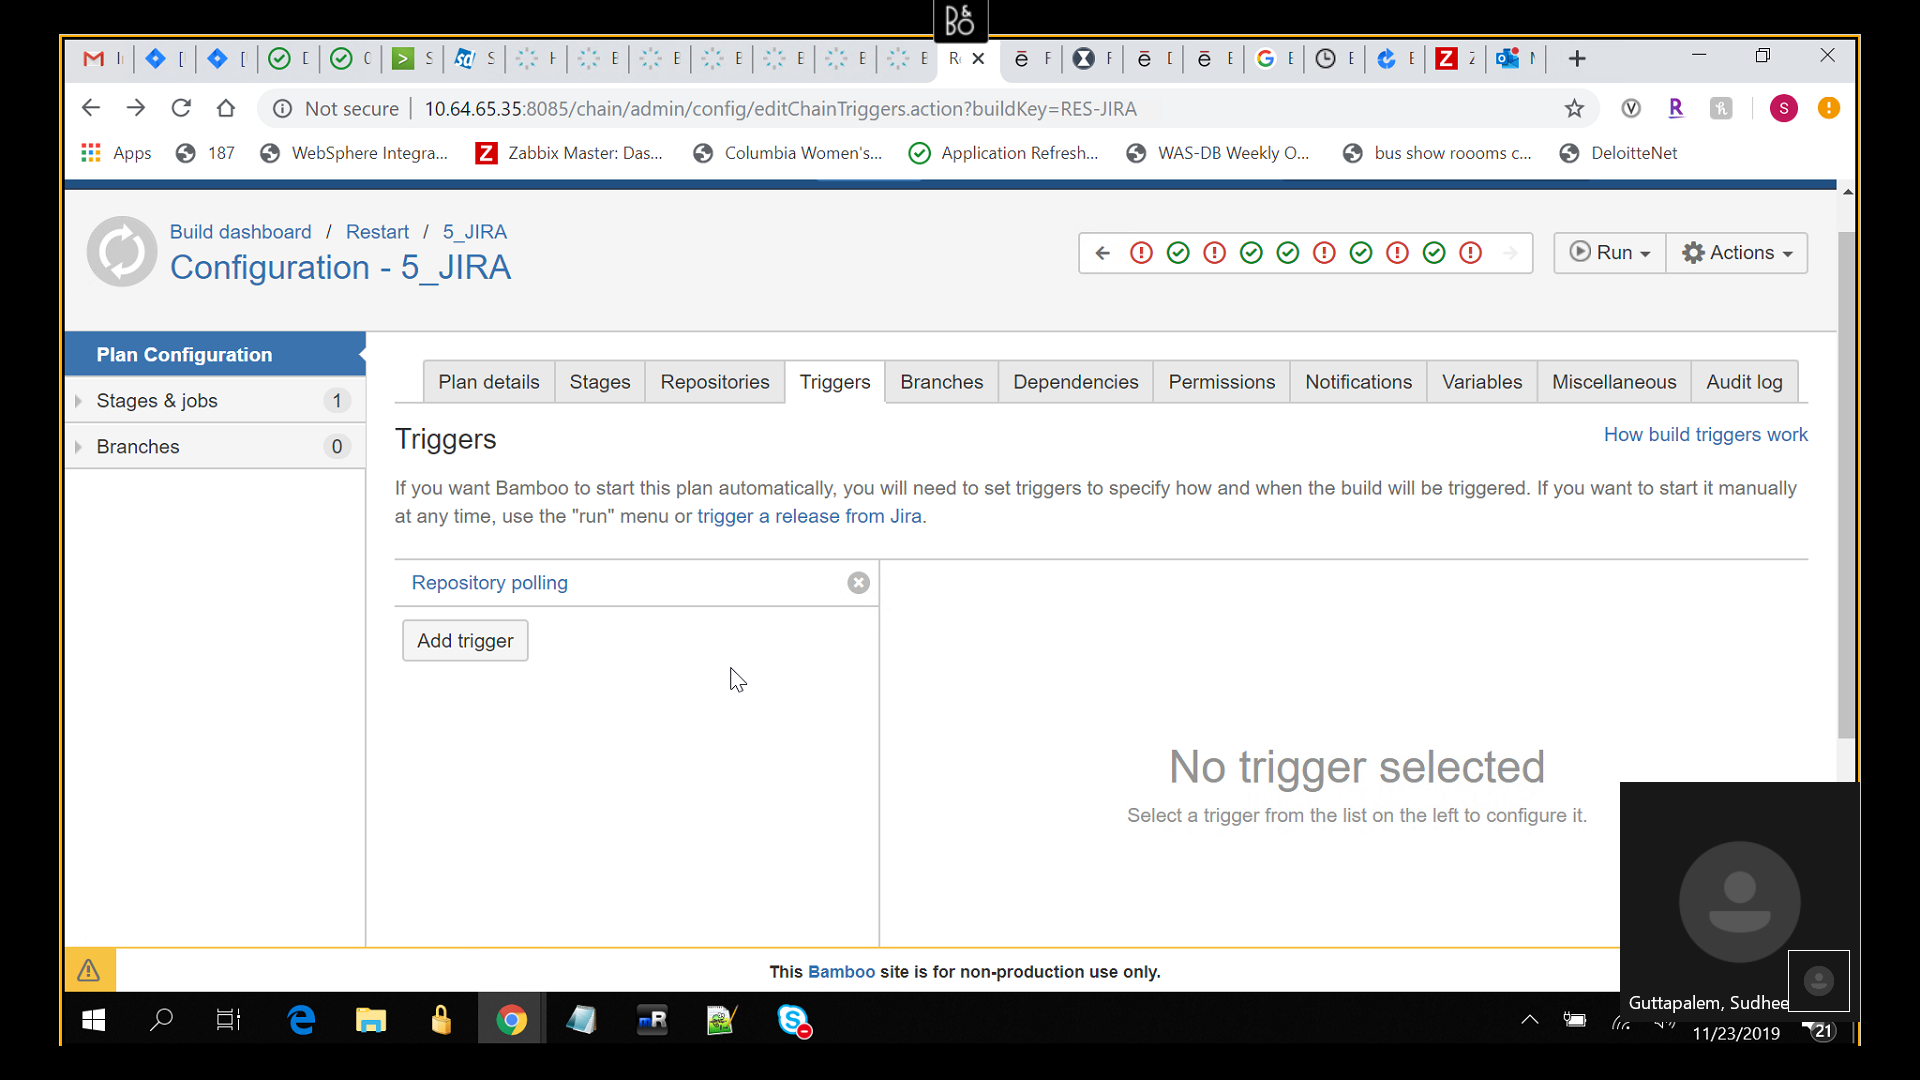 B&O
Not secure
10.64.65.35:8085/chain/admin/config/editChainTriggers.action?buildKey=RES-JIRA
Apps
187
WebSphere Integra...
Zabbix Master: Das...
Columbia Women's...
Application Refresh...
WAS-DB Weekly O...
bus show roooms c...
DeloitteNet
Build dashboard / Restart / 5_JIRA
Configuration - 5_JIRA
Run
Actions
Plan Configuration
Stages & jobs 1
Branches 0
Plan details
Stages
Repositories
Triggers
Branches
Dependencies
Permissions
Notifications
Variables
Miscellaneous
Audit log
Triggers
How build triggers work
If you want Bamboo to start this plan automatically, you will need to set triggers to specify how and when the build will be triggered. If you want to start it manually
at any time, use the "run" menu or trigger a release from Jira.
Repository polling
Add trigger
No trigger selected
Select a trigger from the list on the left to configure it.
This Bamboo site is for non-production use only.
Guttapalem, Sudhee
11/23/2019
21